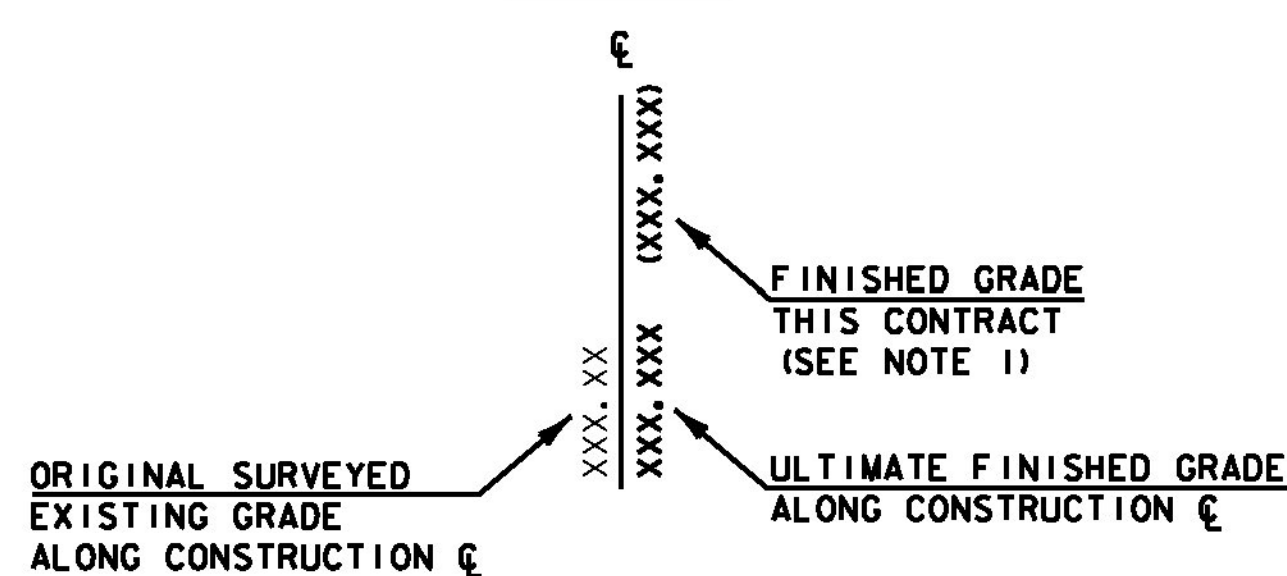 ℄
(XXX.XXX)
FINISHED GRADE
THIS CONTRACT
(SEE NOTE 1)
XXX.XX
XXX.XXX
ORIGINAL SURVEYED
EXISTING GRADE
ALONG CONSTRUCTION ℄
ULTIMATE FINISHED GRADE
ALONG CONSTRUCTION ℄